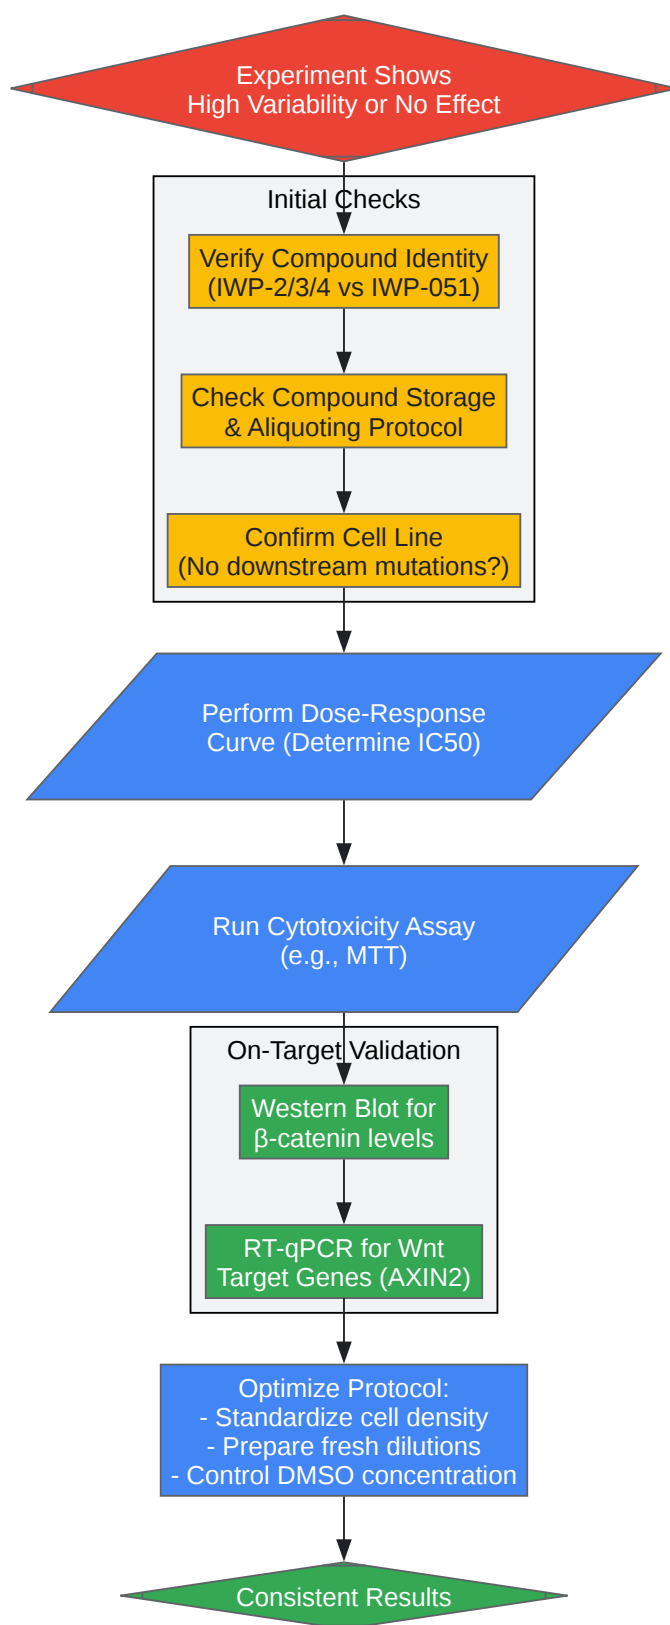 Experiment Shows
High Variability or No Effect
Initial Checks
Verify Compound Identity
(IWP-2/3/4 vs IWP-051)
Check Compound Storage
& Aliquoting Protocol
Confirm Cell Line
(No downstream mutations?)
Perform Dose-Response
Curve (Determine IC50)
Run Cytotoxicity Assay
(e.g., MTT)
On-Target Validation
Western Blot for
β-catenin levels
RT-qPCR for Wnt
Target Genes (AXIN2)
Optimize Protocol:
- Standardize cell density
- Prepare fresh dilutions
- Control DMSO concentration
Consistent Results